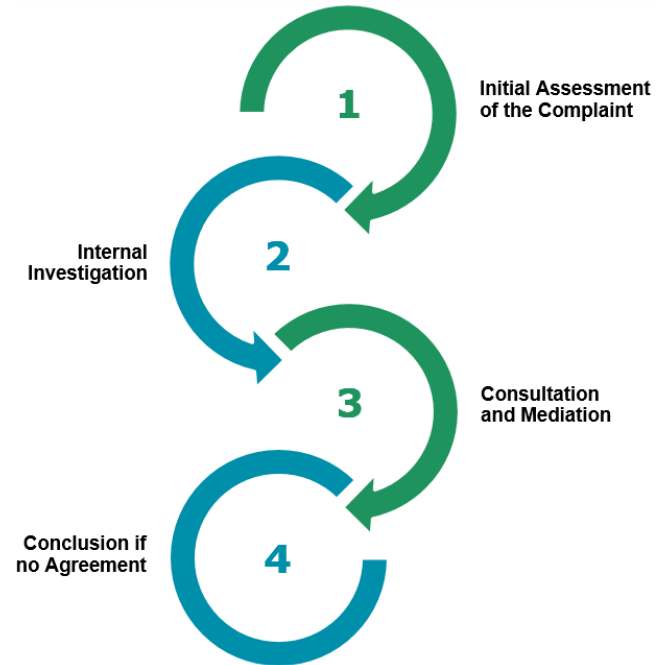 1
Initial Assessment
of the Complaint
2
Internal
Investigation
3
Consultation
and Mediation
4
Conclusion if
no Agreement